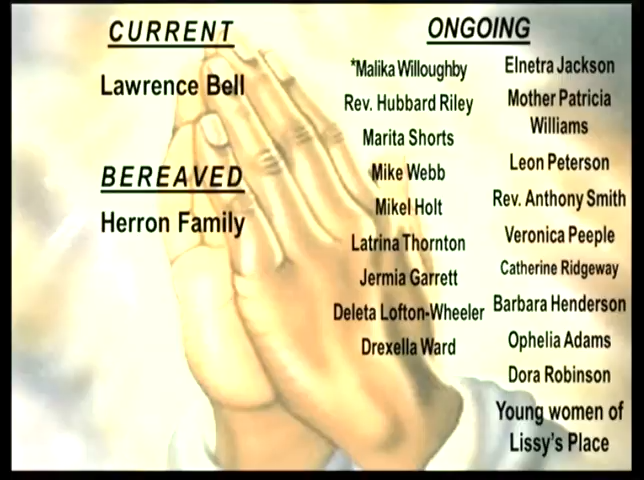 CURRENT
Lawrence Bell
BEREAVED
Herron Family
ONGOING
*Malika Willoughby
Rev. Hubbard Riley
Marita Shorts
Mike Webb
Mikel Holt
Latrina Thornton
Jermia Garrett
Deleta Lofton-Wheeler
Drexella Ward
Elnetra Jackson
Mother Patricia
Williams
Leon Peterson
Rev. Anthony Smith
Veronica Peeple
Catherine Ridgeway
Barbara Henderson
Ophelia Adams
Dora Robinson
Young women of
Lissy's Place